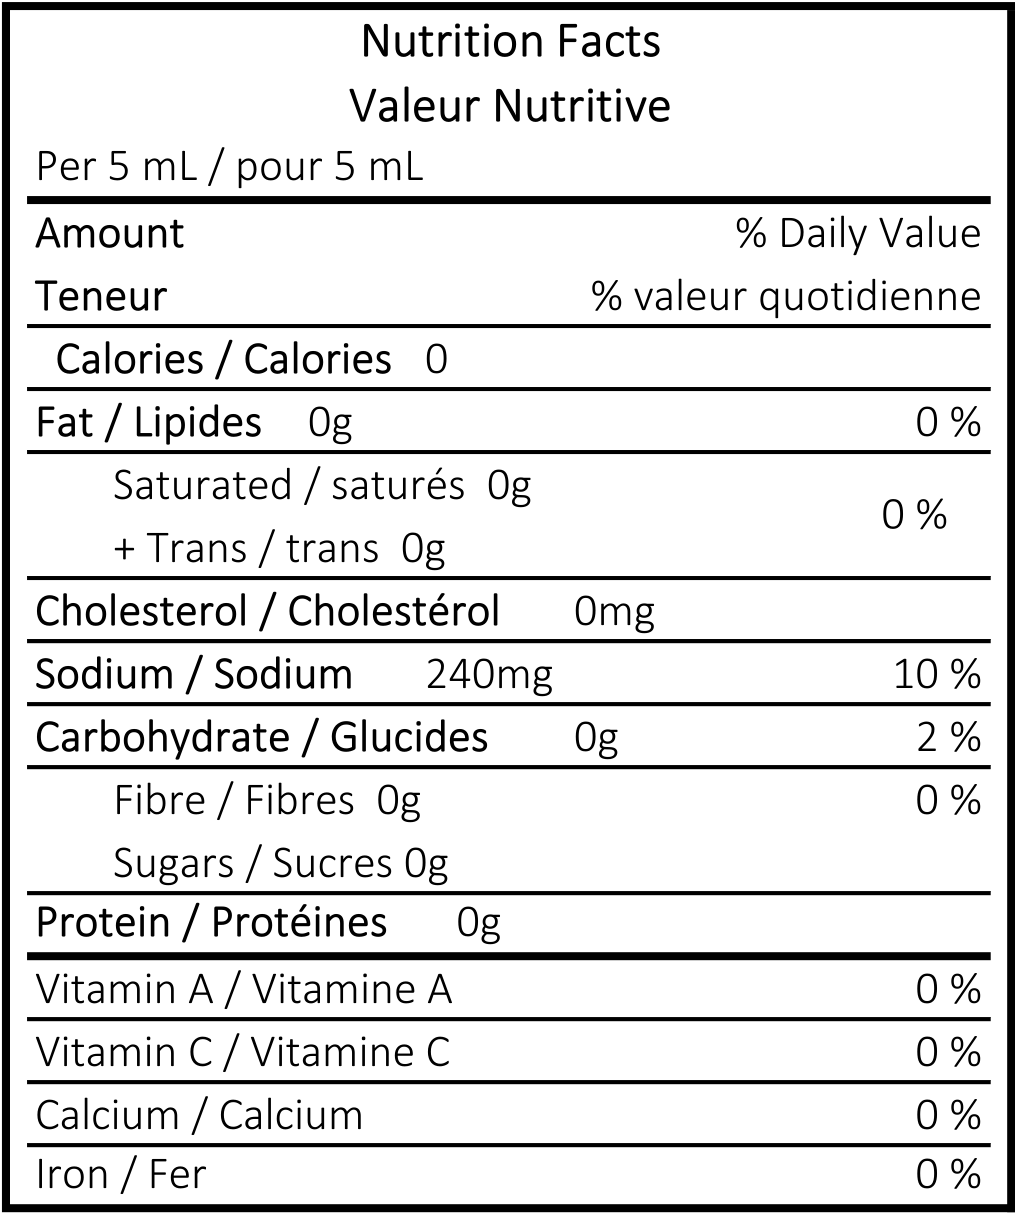 Nutrition Facts
Valeur Nutritive
Per 5 mL / pour 5 mL
Amount % Daily Value
Teneur % valeur quotidienne
Calories / Calories 0
Fat / Lipides 0g 0 %
Saturated / saturés 0g
0 %
+ Trans / trans 0g
Cholesterol / Cholestérol 0mg
Sodium / Sodium 240mg 10 %
Carbohydrate / Glucides 0g 2 %
Fibre / Fibres 0g 0 %
Sugars / Sucres 0g
Protein / Protéines 0g
Vitamin A / Vitamine A 0 %
Vitamin C / Vitamine C 0 %
Calcium / Calcium 0 %
Iron / Fer 0 %